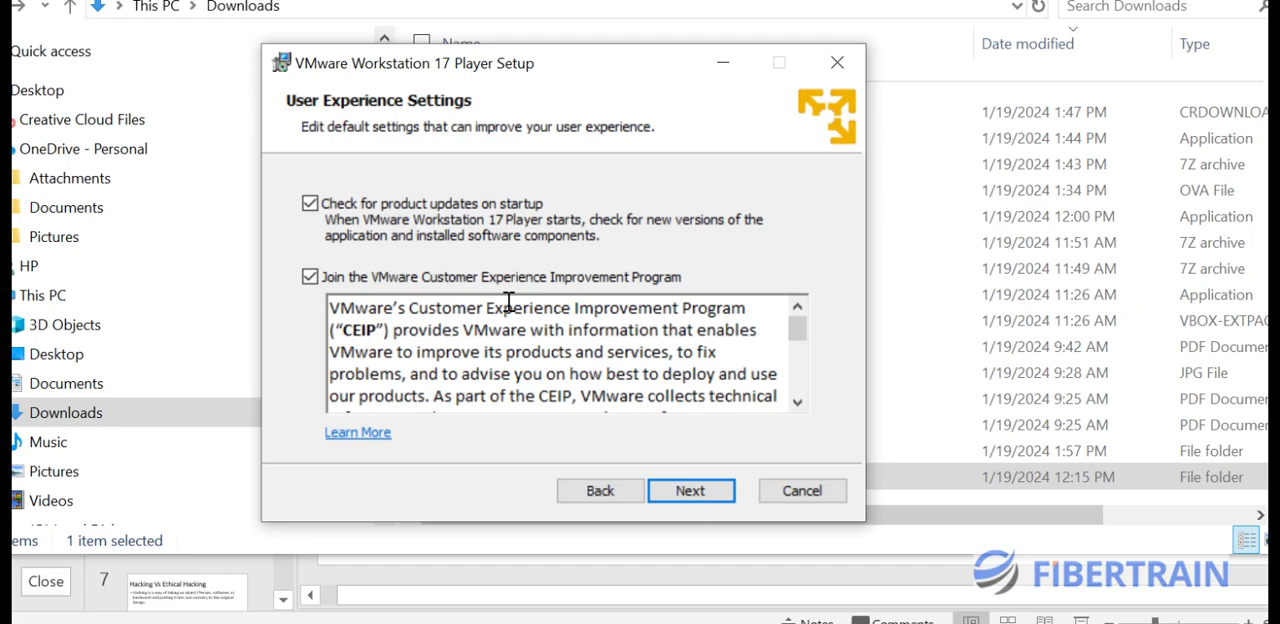 This PC > Downloads
Search Downloads
Quick access
Desktop
Creative Cloud Files
OneDrive - Personal
Attachments
Documents
Pictures
HP
This PC
3D Objects
Desktop
Documents
Downloads
Music
Pictures
Videos
Name
Date modified
Type
1/19/2024 1:47 PM
1/19/2024 1:44 PM Application
1/19/2024 1:43 PM 7Z archive
1/19/2024 1:34 PM OVA File
1/19/2024 12:00 PM Application
1/19/2024 11:51 AM 7Z archive
1/19/2024 11:49 AM 7Z archive
1/19/2024 11:26 AM Application
1/19/2024 11:26 AM
1/19/2024 9:42 AM PDF
1/19/2024 9:28 AM JPG File
1/19/2024 9:25 AM PDF
1/19/2024 9:25 AM PDF
1/19/2024 1:57 PM File folder
1/19/2024 12:15 PM File folder
VMware Workstation 17 Player Setup
User Experience Settings
Edit default settings that can improve your user experience.
Check for product updates on startup
When VMware Workstation 17 Player starts, check for new versions of the
application and installed software components.
Join the VMware Customer Experience Improvement Program
VMware's Customer Experience Improvement Program
("CEIP") provides VMware with information that enables
VMware to improve its products and services, to fix
problems, and to advise you on how best to deploy and use
our products. As part of the CEIP, VMware collects technical
Learn More
Back
Next
Cancel
1 item selected
Close
7
Hacking Vs Ethical Hacking
FIBERTRAIN
Notes
Comments